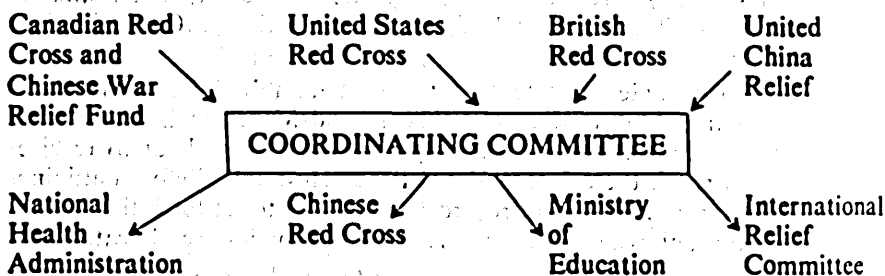 Canadian Red
Cross and
Chinese War
Relief Fund
United States
Red Cross
British
Red Cross
United
China
Relief
COORDINATING COMMITTEE
National
Health
Administration
Chinese
Red Cross
Ministry
of
Education
International
Relief
Committee